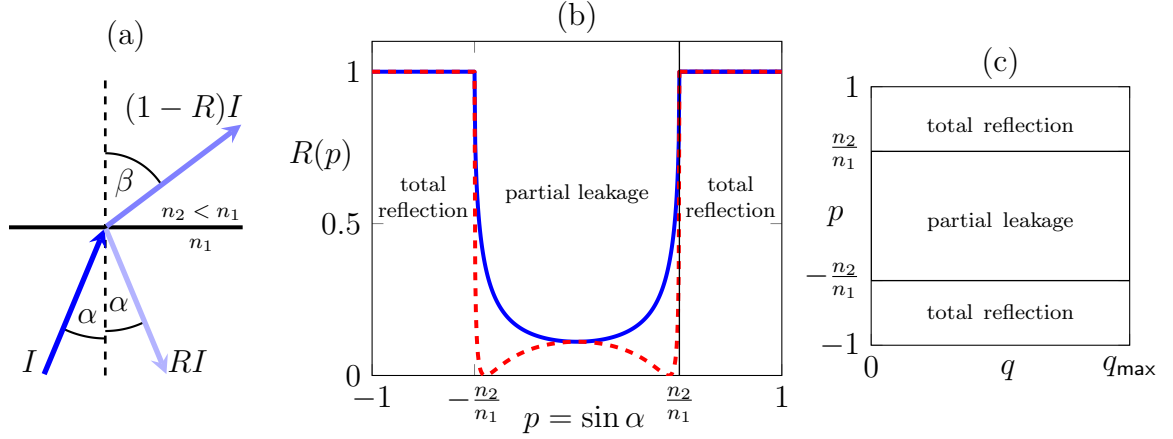 (a)
(1 − R)I
β
n₂ < n₁
n₁
α
α
I
RI
(b)
1
R(p)
0.5
0
total
reflection
partial leakage
total
reflection
−1
−n₂/n₁
p = sin α
n₂/n₁
1
(c)
1
n₂/n₁
p
−n₂/n₁
−1
total reflection
partial leakage
total reflection
0
q
qmax